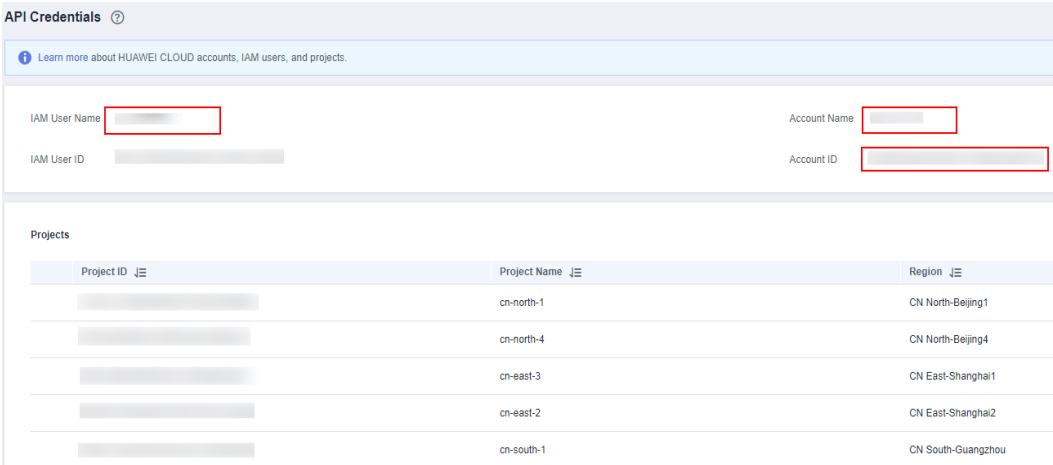 API Credentials ?
i Learn more about HUAWEI CLOUD accounts, IAM users, and projects.
IAM User Name Account Name
IAM User ID Account ID
Projects
Project ID Project Name Region
cn-north-1 CN North-Beijing1
cn-north-4 CN North-Beijing4
cn-east-3 CN East-Shanghai1
cn-east-2 CN East-Shanghai2
cn-south-1 CN South-Guangzhou